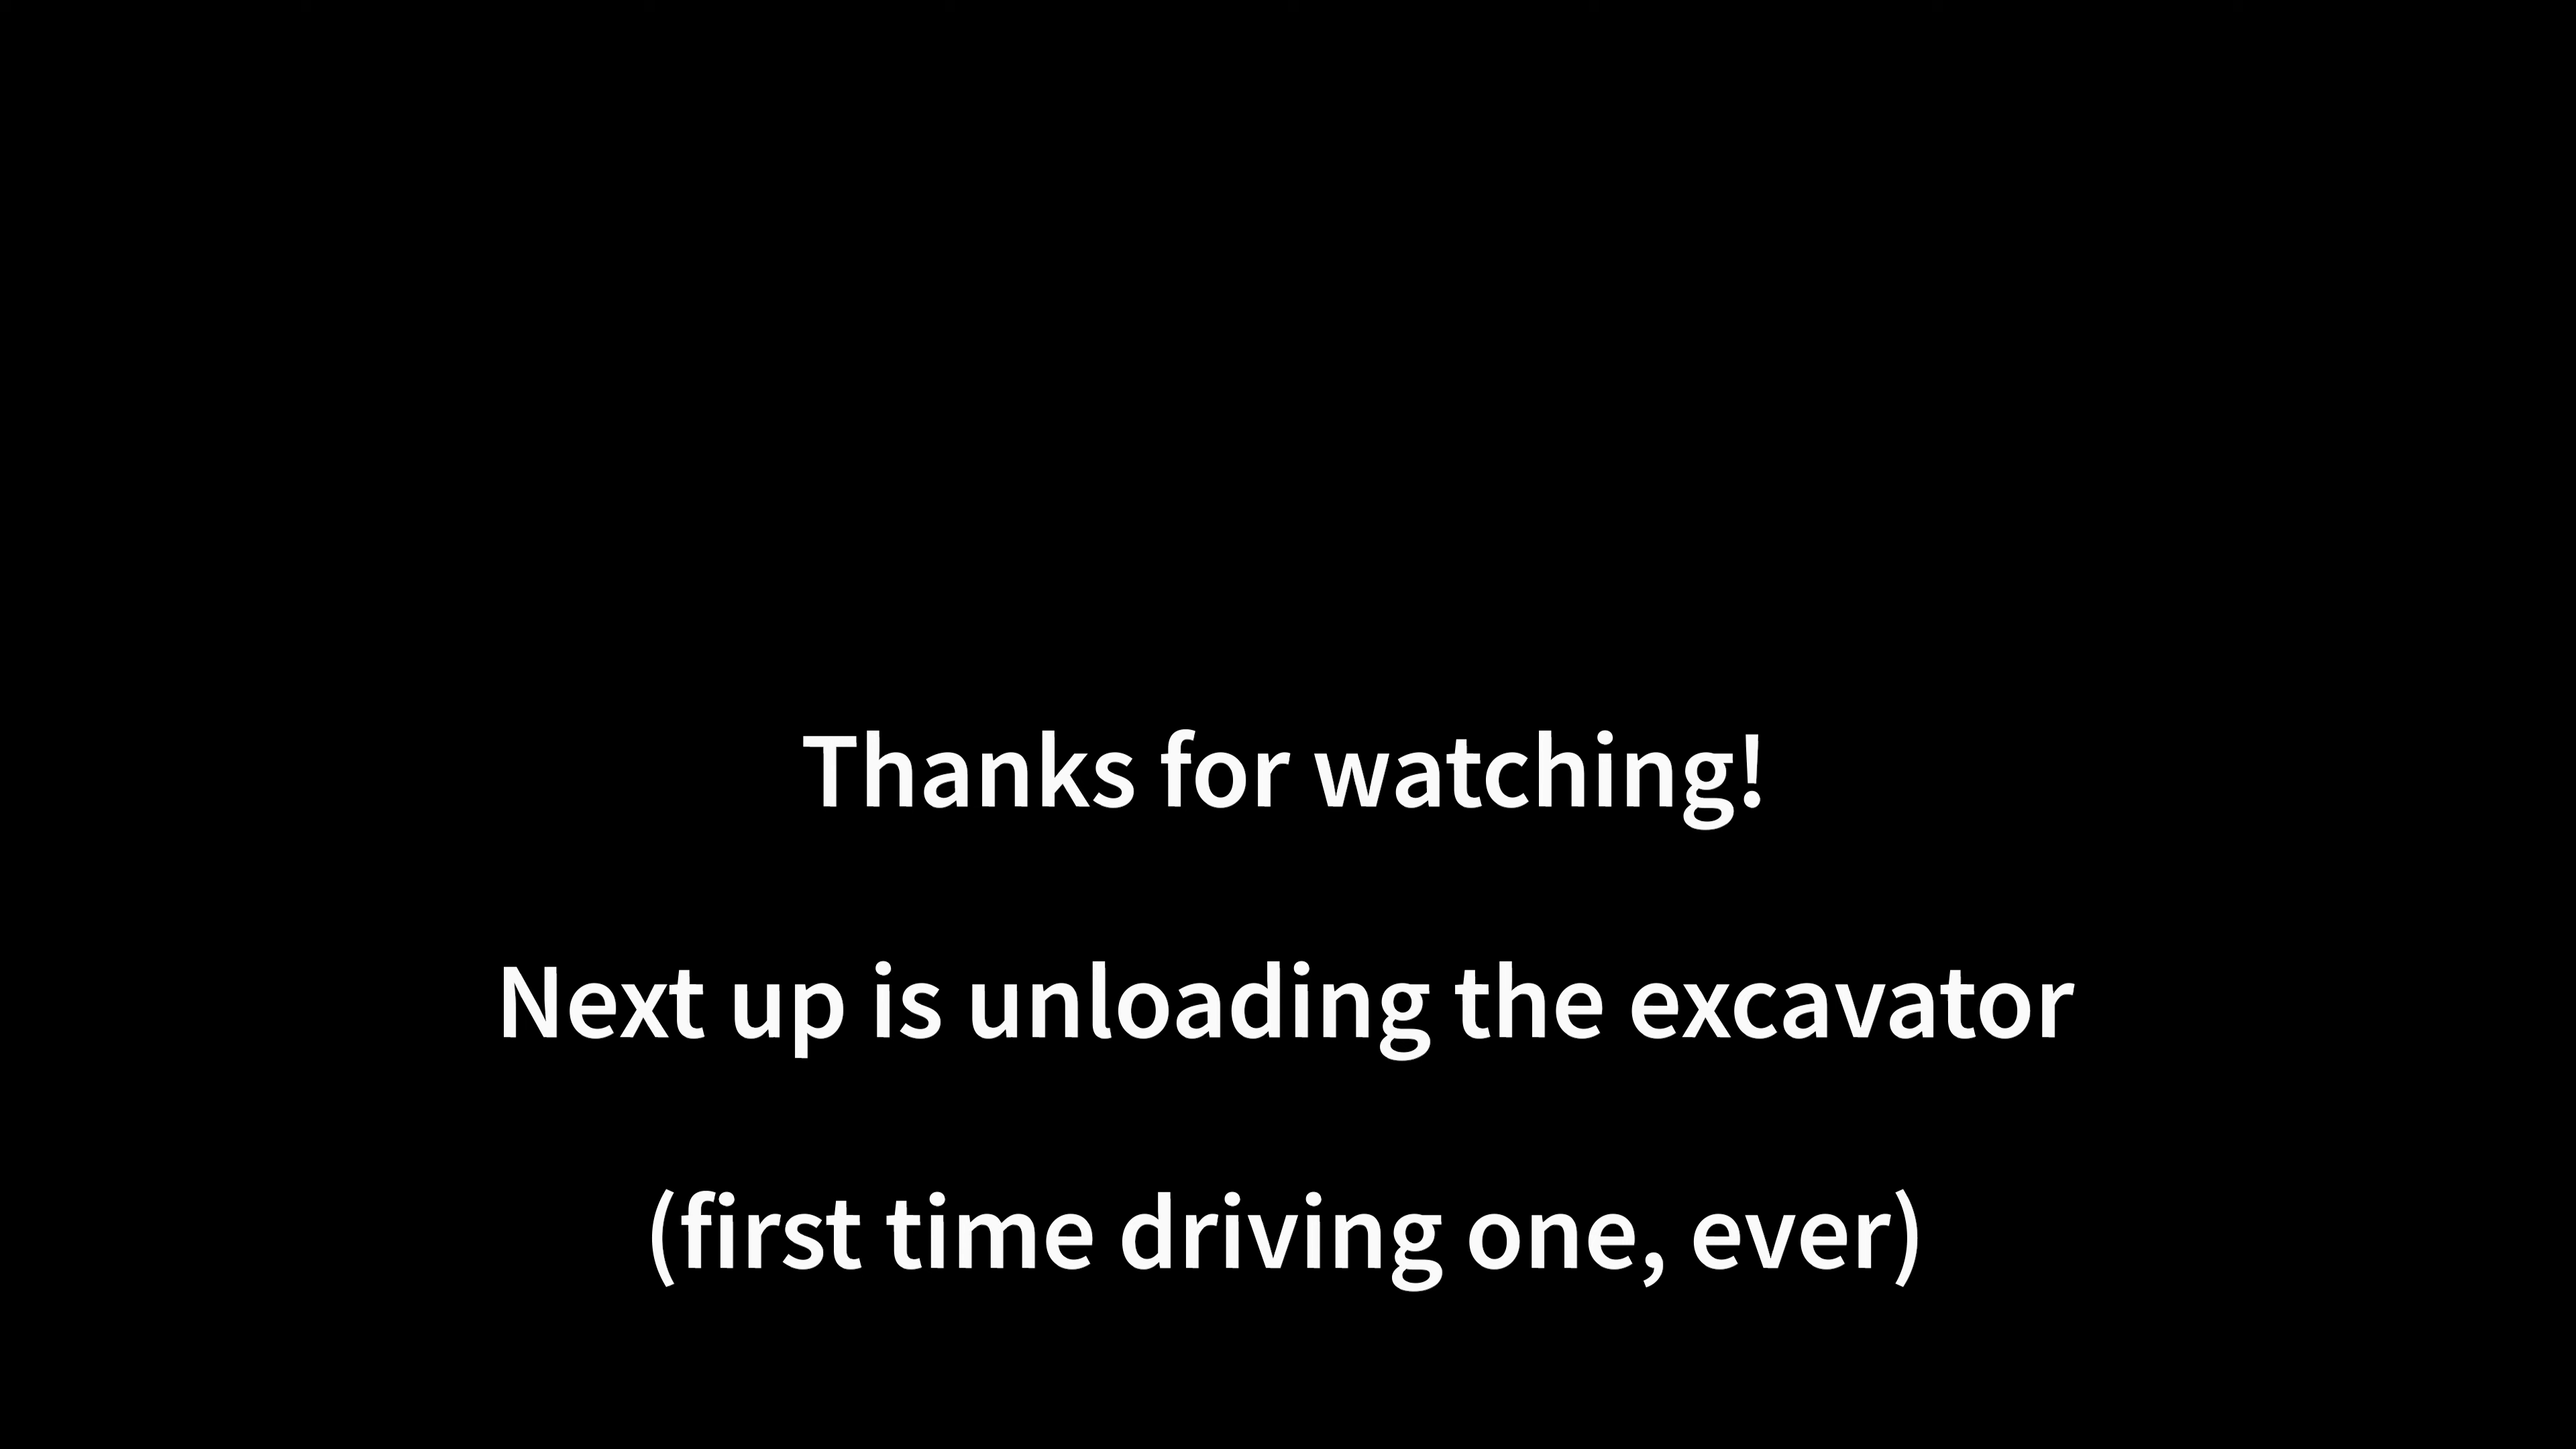 Thanks for watching!
Next up is unloading the excavator
(first time driving one, ever)